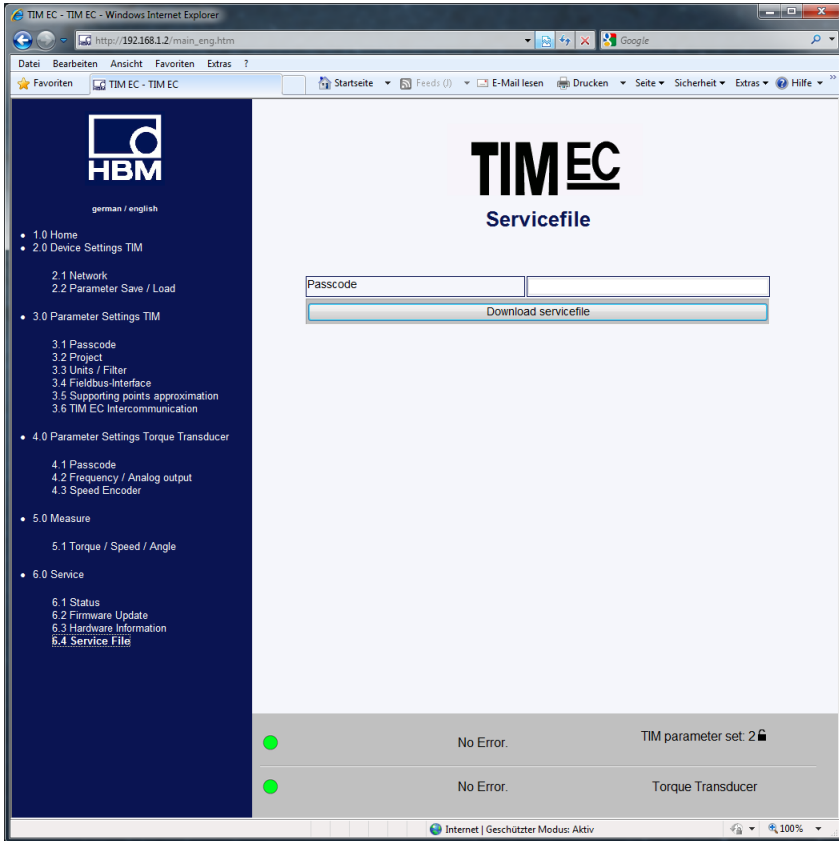 TIM EC - TIM EC - Windows Internet Explorer
http://192.168.1.2/main_eng.htm
Google
Datei Bearbeiten Ansicht Favoriten Extras ?
Favoriten TIM EC - TIM EC Startseite Feeds (J) E-Mail lesen Drucken Seite Sicherheit Extras Hilfe »
HBM
german / english
• 1.0 Home
• 2.0 Device Settings TIM
2.1 Network
2.2 Parameter Save / Load
• 3.0 Parameter Settings TIM
3.1 Passcode
3.2 Project
3.3 Units / Filter
3.4 Fieldbus-Interface
3.5 Supporting points approximation
3.6 TIM EC Intercommunication
• 4.0 Parameter Settings Torque Transducer
4.1 Passcode
4.2 Frequency / Analog output
4.3 Speed Encoder
• 5.0 Measure
5.1 Torque / Speed / Angle
• 6.0 Service
6.1 Status
6.2 Firmware Update
6.3 Hardware Information
6.4 Service File
TIM EC
Servicefile
Passcode
Download servicefile
No Error. TIM parameter set: 2
No Error. Torque Transducer
Internet | Geschützter Modus: Aktiv 100%